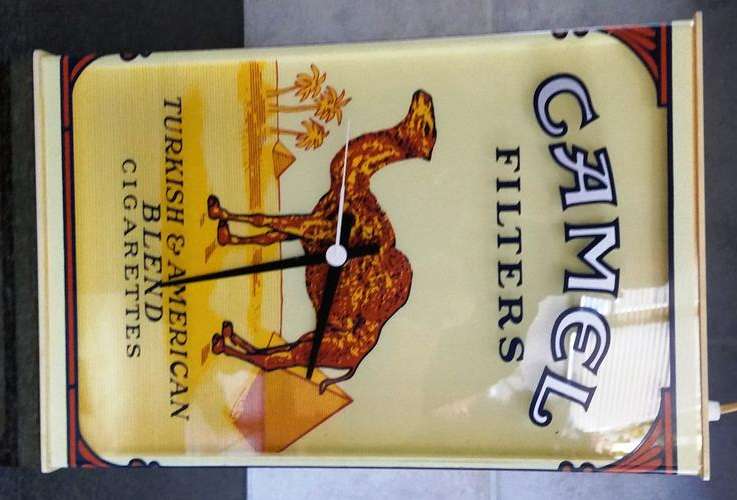 CAMEL
FILTERS
TURKISH & AMERICAN
BLEND
CIGARETTES